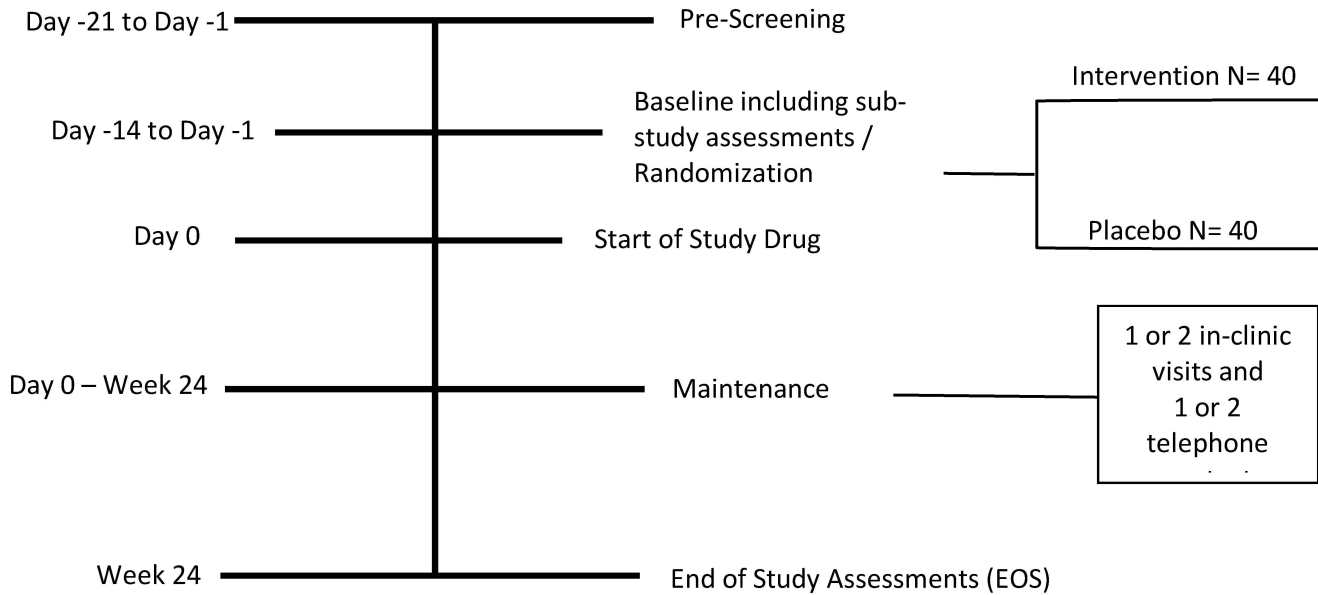 Day -21 to Day -1
Pre-Screening
Intervention N= 40
Day -14 to Day -1
Baseline including sub-
study assessments /
Randomization
Placebo N= 40
Day 0
Start of Study Drug
Day 0 – Week 24
Maintenance
1 or 2 in-clinic
visits and
1 or 2
telephone
Week 24
End of Study Assessments (EOS)